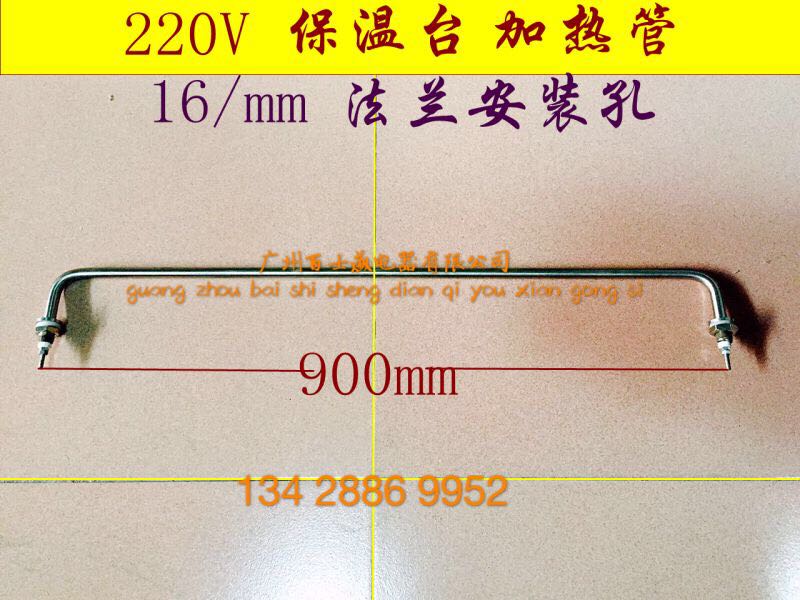 220V 保温台 加热管
16/mm 法兰安装孔
广州百士晟电器有限公司
guang zhou bai shi sheng dian qi you xian gong si
900mm
134 2886 9952